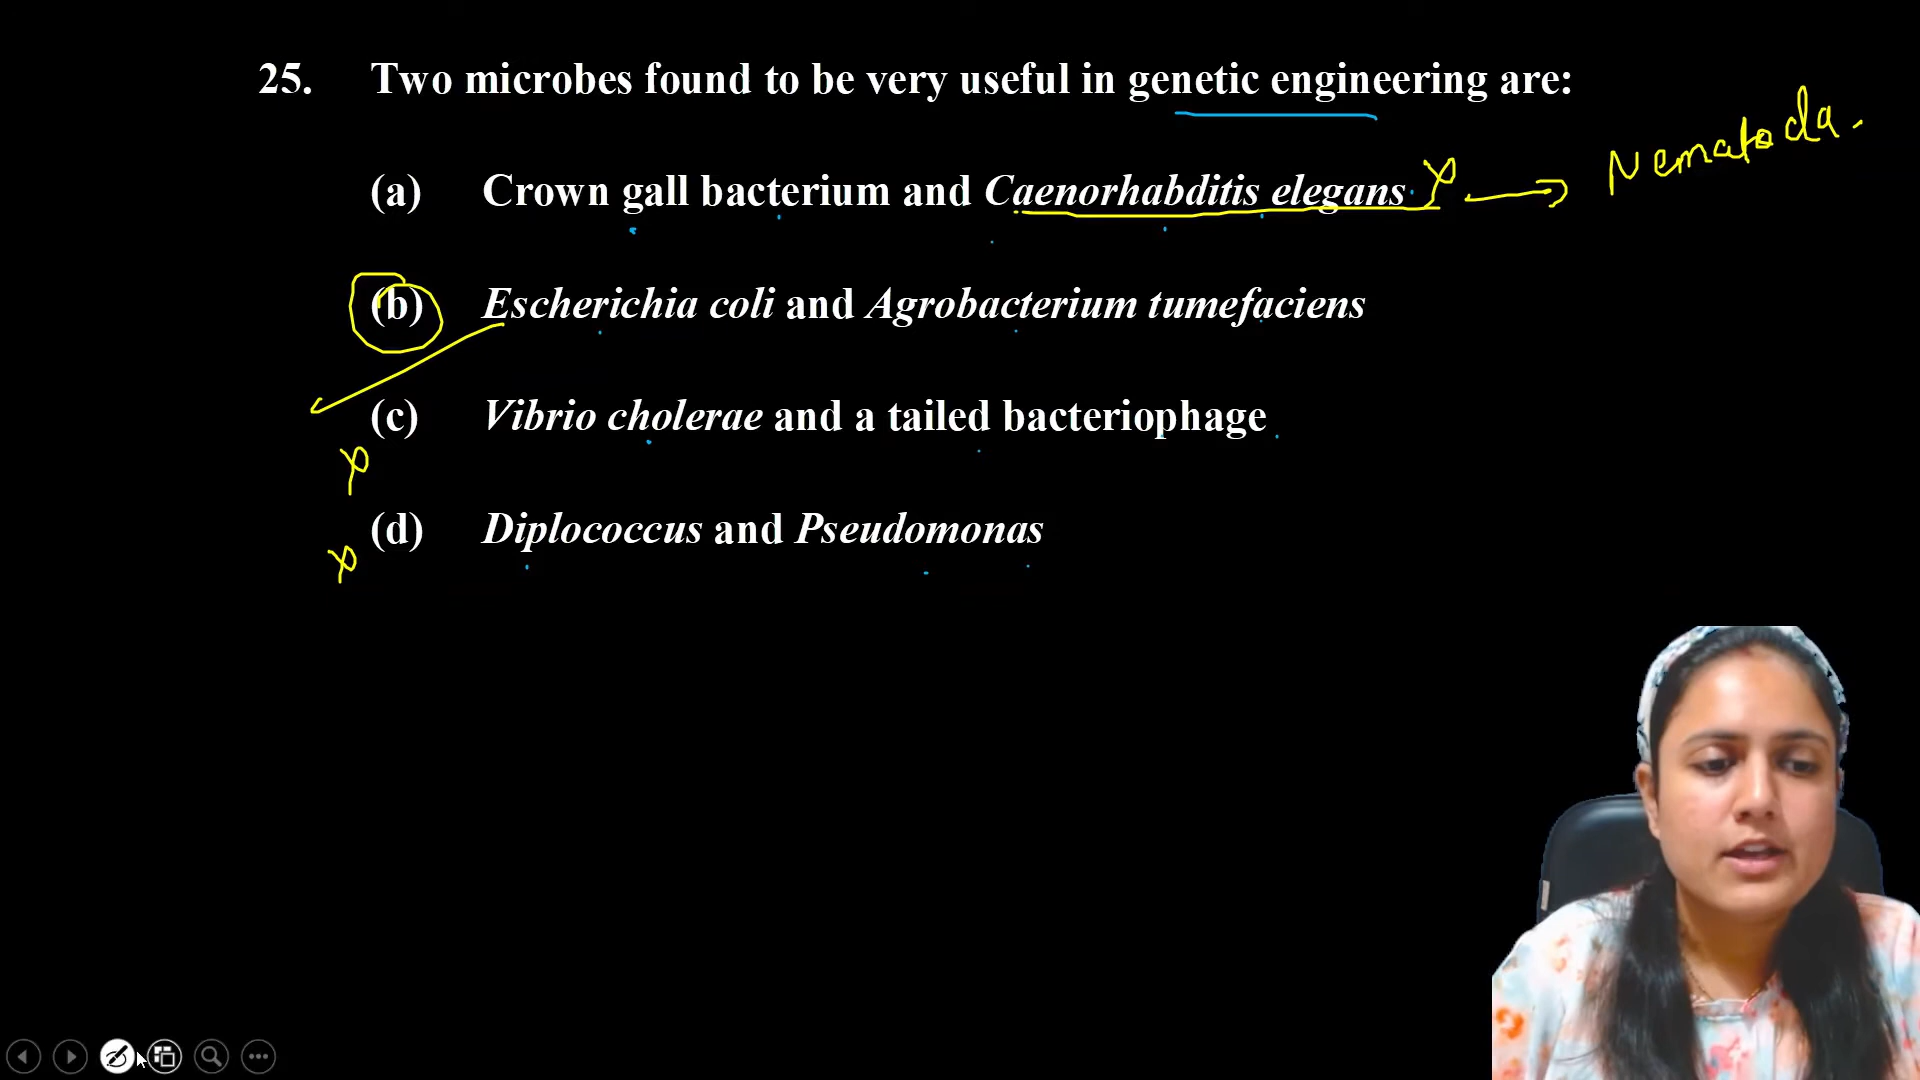 25. Two microbes found to be very useful in genetic engineering are:
Nematoda.
(a) Crown gall bacterium and Caenorhabditis elegans
(b) Escherichia coli and Agrobacterium tumefaciens
(c) Vibrio cholerae and a tailed bacteriophage
(d) Diplococcus and Pseudomonas